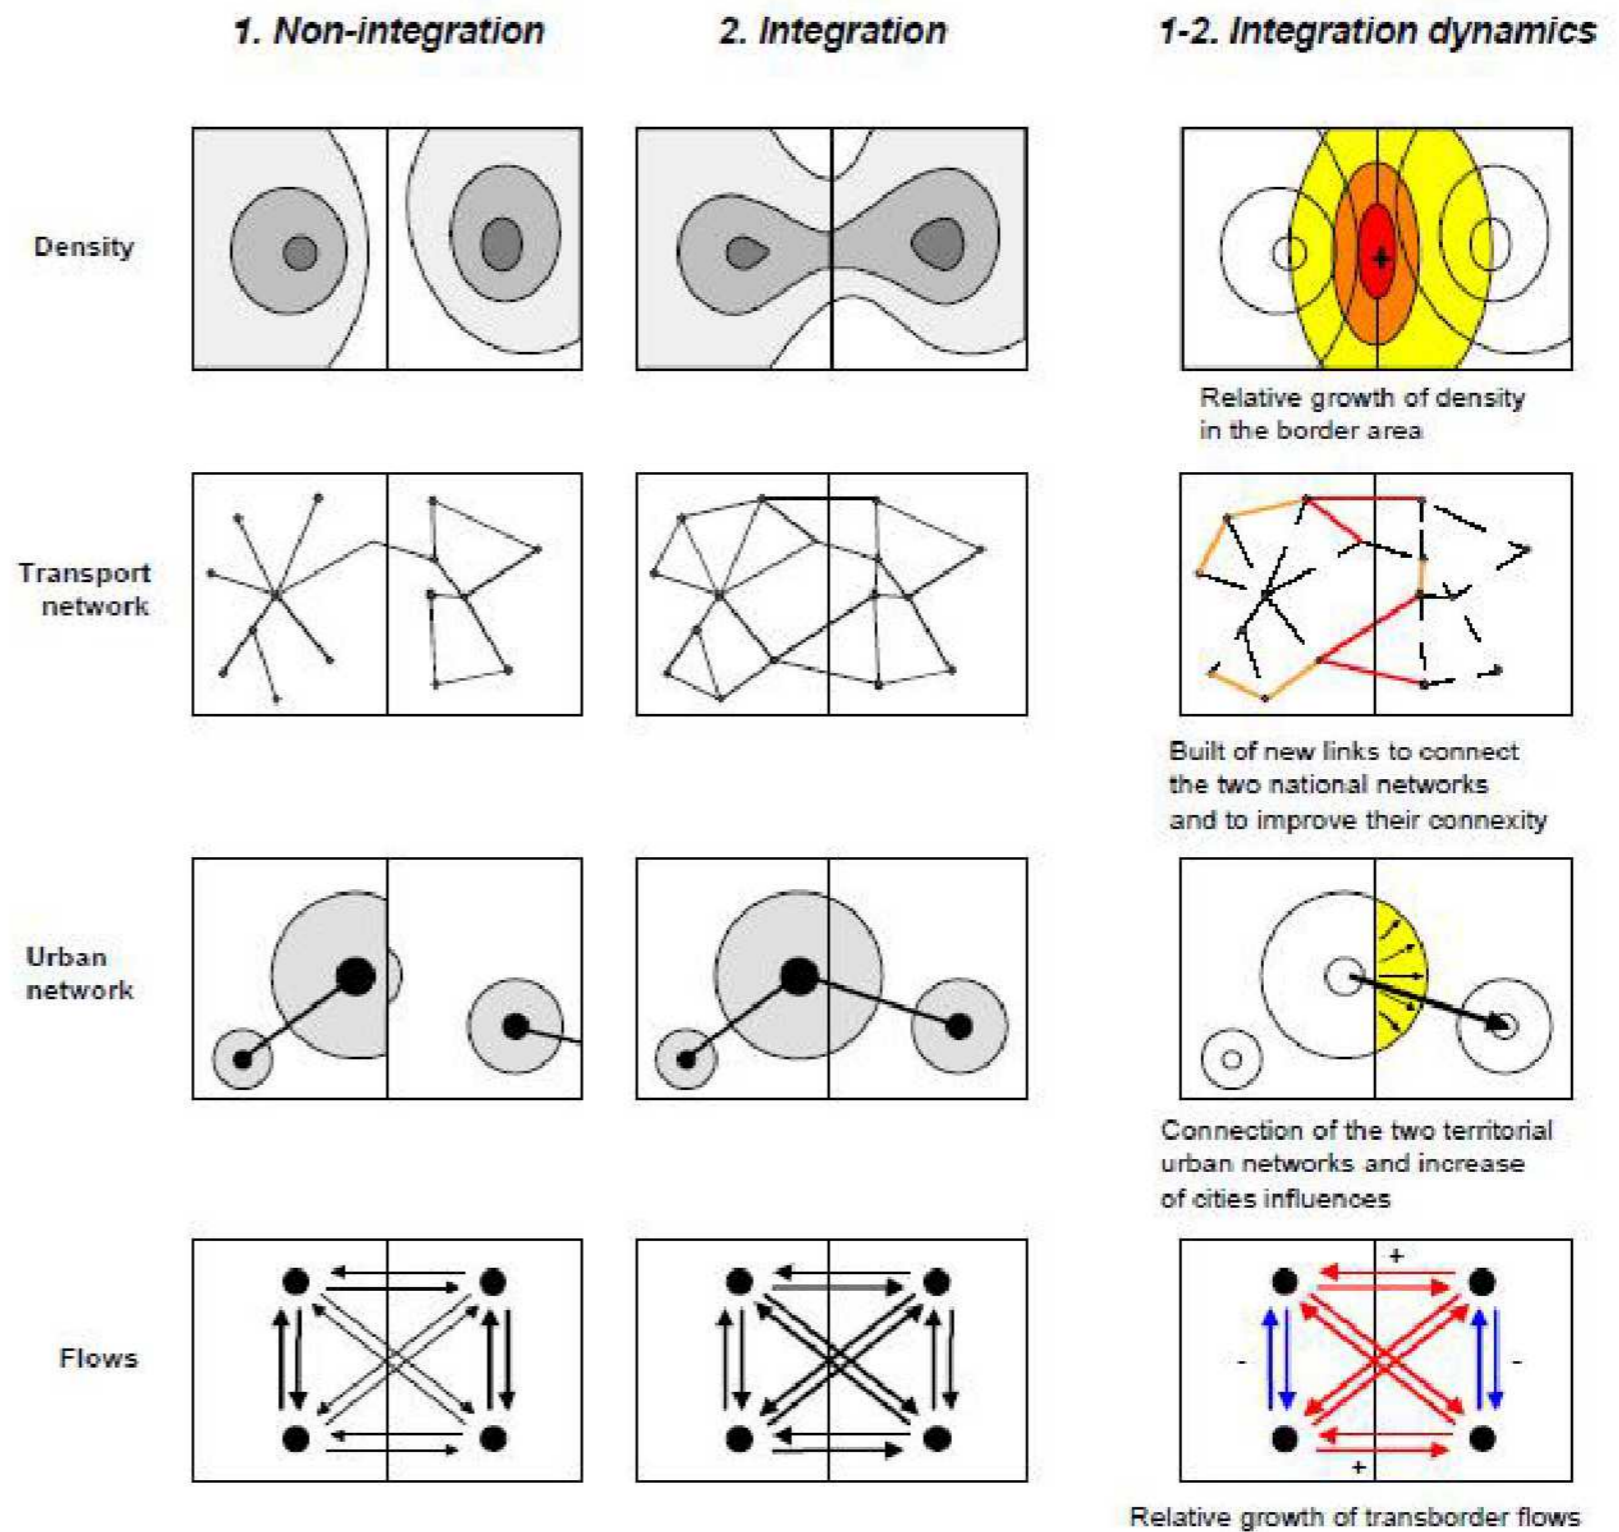 1. Non-integration
2. Integration
1-2. Integration dynamics
Density
+
Relative growth of density
in the border area
Transport
network
Built of new links to connect
the two national networks
and to improve their connexity
Urban
network
Connection of the two territorial
urban networks and increase
of cities influences
Flows
+
-
-
+
Relative growth of transborder flows